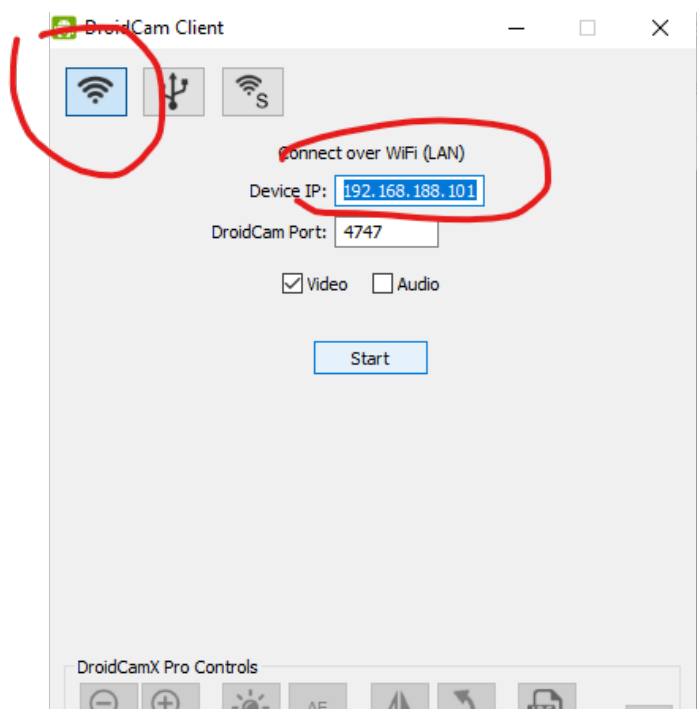 DroidCam Client
S
Connect over WiFi (LAN)
Device IP: 192.168.188.101
DroidCam Port: 4747
Video Audio
Start
DroidCamX Pro Controls
AF